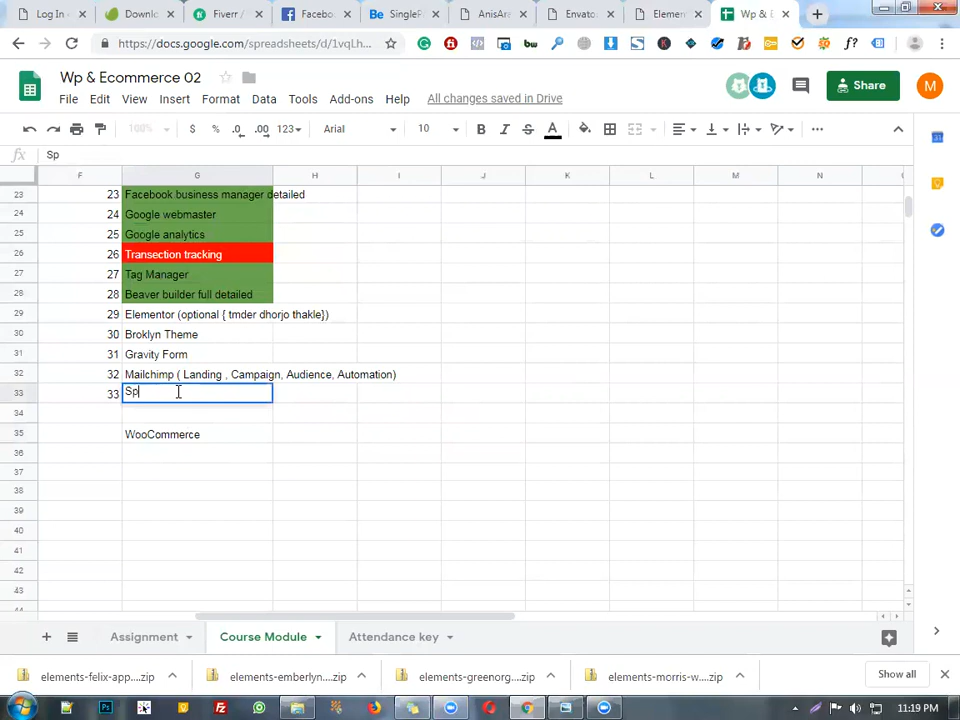 Log In
Downlo
Fiverr /
Facebo
SinglePr
AnisAre
Envato
Elemen
Wp & E
https://docs.google.com/spreadsheets/d/1vqLh...
Wp & Ecommerce 02
File Edit View Insert Format Data Tools Add-ons Help All changes saved in Drive
Share
M
100% $ % .0 .00 123 Arial 10 B I S A
fx Sp
F G H I J K L M N
23 23 Facebook business manager detailed
24 24 Google webmaster
25 25 Google analytics
26 26 Transection tracking
27 27 Tag Manager
28 28 Beaver builder full detailed
29 29 Elementor (optional { tmder dhorjo thakle})
30 30 Broklyn Theme
31 31 Gravity Form
32 32 Mailchimp ( Landing , Campaign, Audience, Automation)
33 33 Sp
34
35 WooCommerce
36
37
38
39
40
41
42
43
44
Assignment Course Module Attendance key
elements-felix-app....zip elements-emberlyn....zip elements-greenorg....zip elements-morris-w....zip Show all
11:19 PM